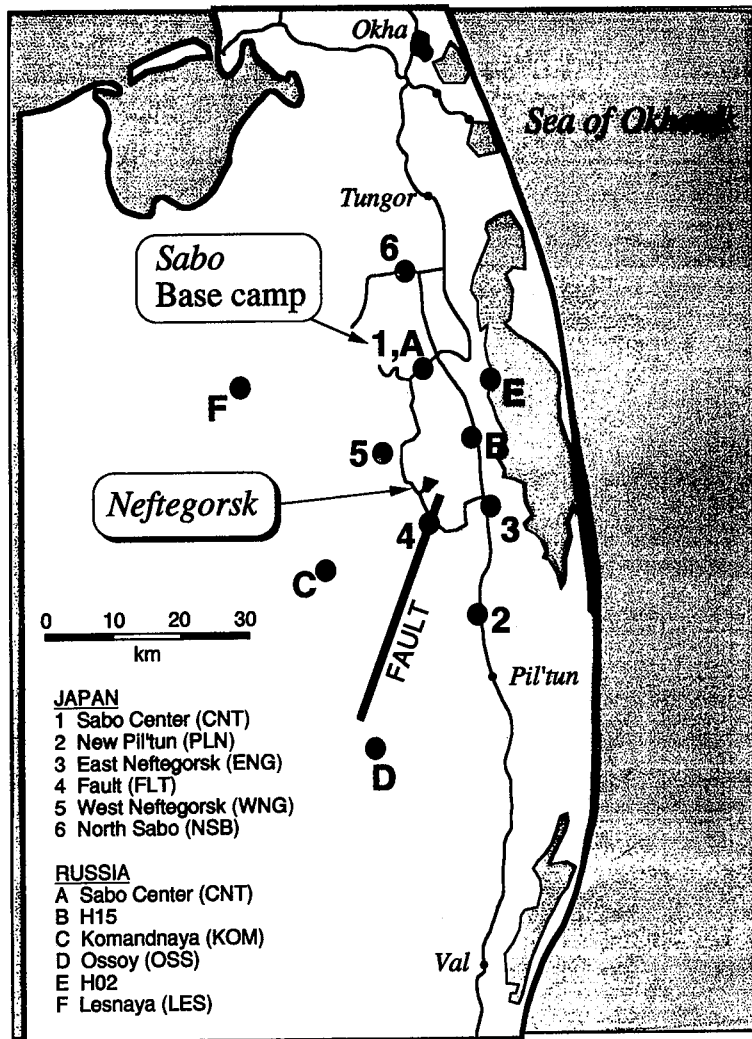 Okha
Sea of Okhotsk
Tungor
6
Sabo
Base camp
1,A
E
F
B
5
Neftegorsk
3
4
C
0 10 20 30
km
2
FAULT
Pil'tun
D
JAPAN
1 Sabo Center (CNT)
2 New Pil'tun (PLN)
3 East Neftegorsk (ENG)
4 Fault (FLT)
5 West Neftegorsk (WNG)
6 North Sabo (NSB)
RUSSIA
A Sabo Center (CNT)
B H15
C Komandnaya (KOM)
D Ossoy (OSS)
E H02
F Lesnaya (LES)
Val